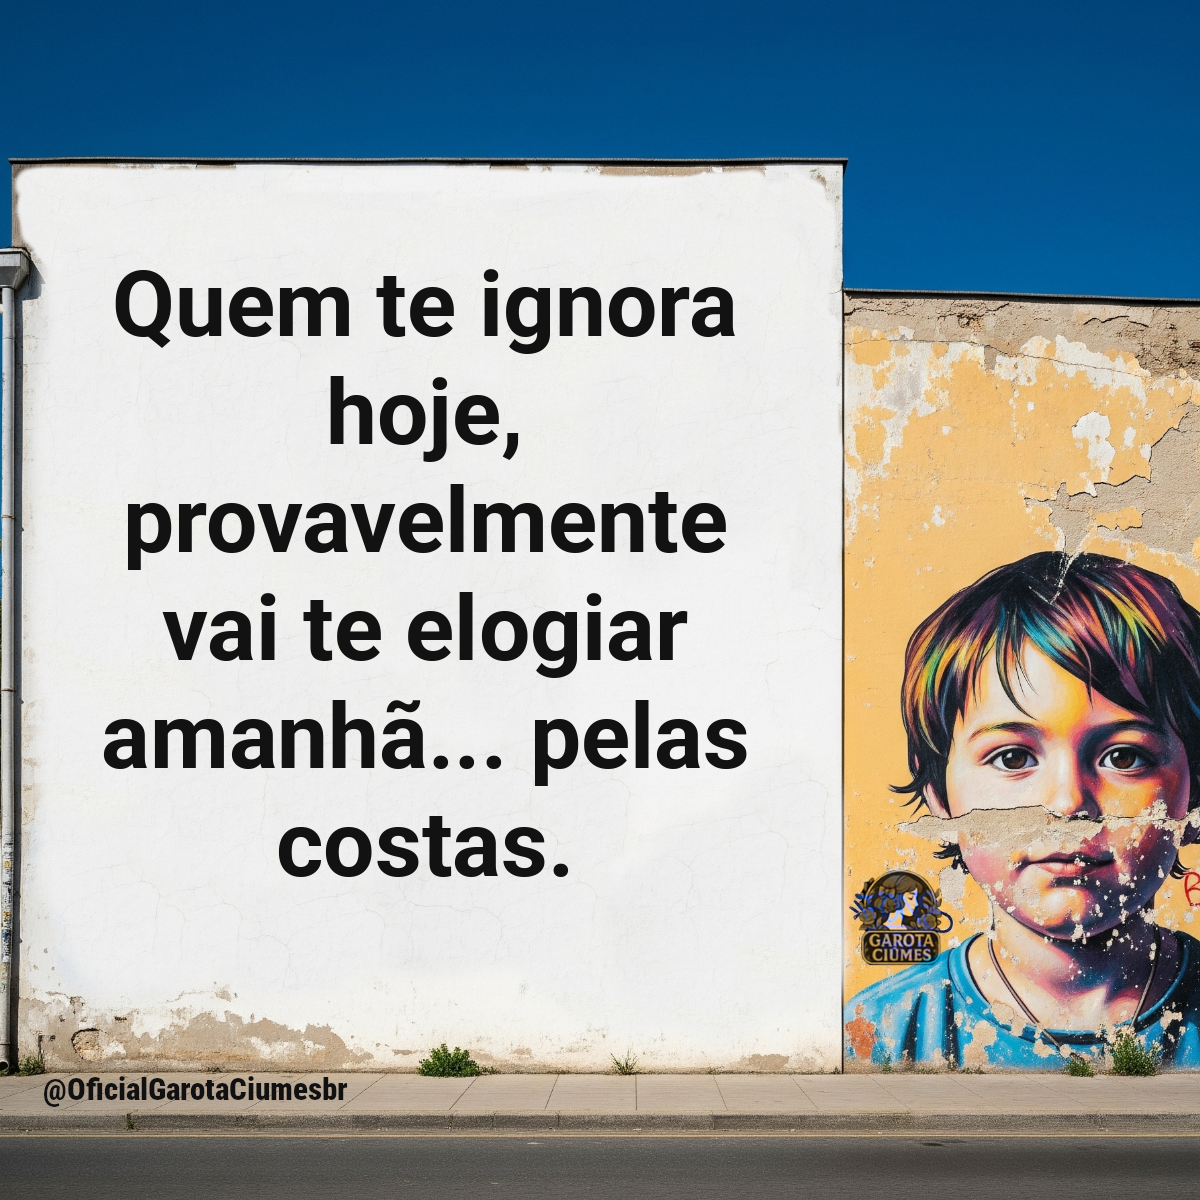 Quem te ignora
hoje,
provavelmente
vai te elogiar
amanhã... pelas
costas.
GAROTA
CIÚMES
@OficialGarotaCiumesbr